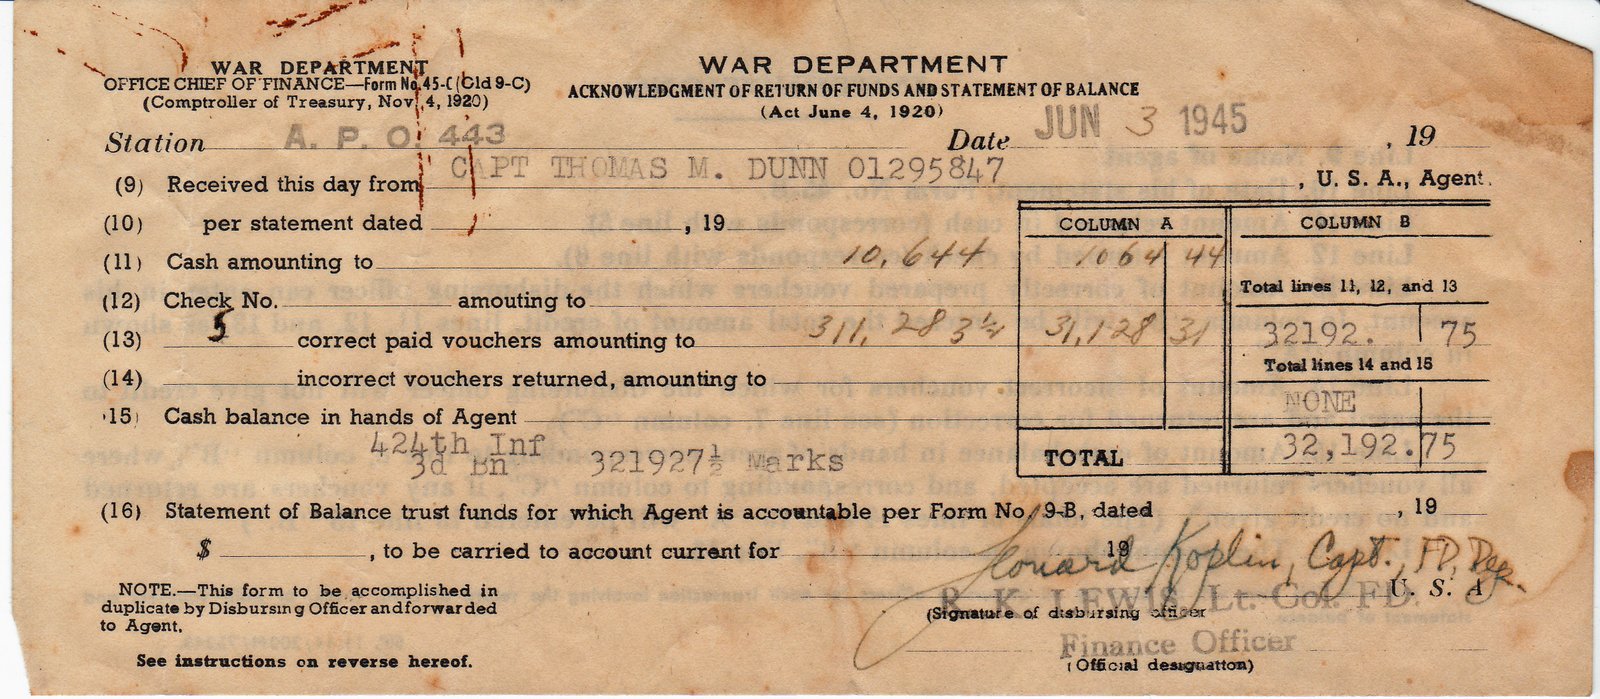 WAR DEPARTMENT
OFFICE CHIEF OF FINANCE—Form No. 45-C (Old 9-C)
(Comptroller of Treasury, Nov. 4, 1920)
WAR DEPARTMENT
ACKNOWLEDGMENT OF RETURN OF FUNDS AND STATEMENT OF BALANCE
(Act June 4, 1920)
Station A. P. O. 443 Date JUN 3 1945, 19
(9) Received this day from CAPT THOMAS M. DUNN 01295847, U. S. A., Agent.
(10) per statement dated , 19
COLUMN A COLUMN B
(11) Cash amounting to 10,644 1064 44
Total lines 11, 12, and 13
(12) Check No. amouting to
(13) 5 correct paid vouchers amounting to 311,283 1/4 31,128 31 32192. 75
Total lines 14 and 15
(14) incorrect vouchers returned, amounting to
NONE
15) Cash balance in hands of Agent
424th Inf
3d Bn 321927½ Marks
TOTAL 32,192.75
(16) Statement of Balance trust funds for which Agent is accountable per Form No. 9-B, dated , 19
$ , to be carried to account current for 19
Howard Koplin, Capt., FD, Dep.
U. S. A
R. K. LEWIS, Lt. Col. FD.
(Signature of disbursing officer
Finance Officer
(Official designation)
NOTE.—This form to be accomplished in
duplicate by Disbursing Officer and forwarded
to Agent.
See instructions on reverse hereof.